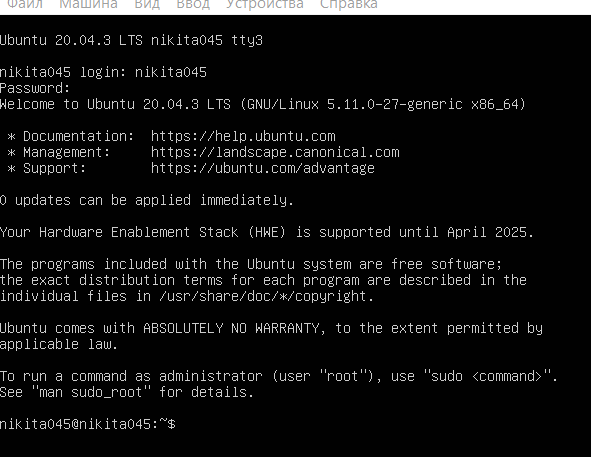 Файл Машина Вид Ввод Устройства Справка
Ubuntu 20.04.3 LTS nikita045 tty3
nikita045 login: nikita045
Password:
Welcome to Ubuntu 20.04.3 LTS (GNU/Linux 5.11.0-27-generic x86_64)
* Documentation:  https://help.ubuntu.com
* Management:     https://landscape.canonical.com
* Support:        https://ubuntu.com/advantage
0 updates can be applied immediately.
Your Hardware Enablement Stack (HWE) is supported until April 2025.
The programs included with the Ubuntu system are free software;
the exact distribution terms for each program are described in the
individual files in /usr/share/doc/*/copyright.
Ubuntu comes with ABSOLUTELY NO WARRANTY, to the extent permitted by
applicable law.
To run a command as administrator (user "root"), use "sudo <command>".
See "man sudo_root" for details.
nikita045@nikita045:~$